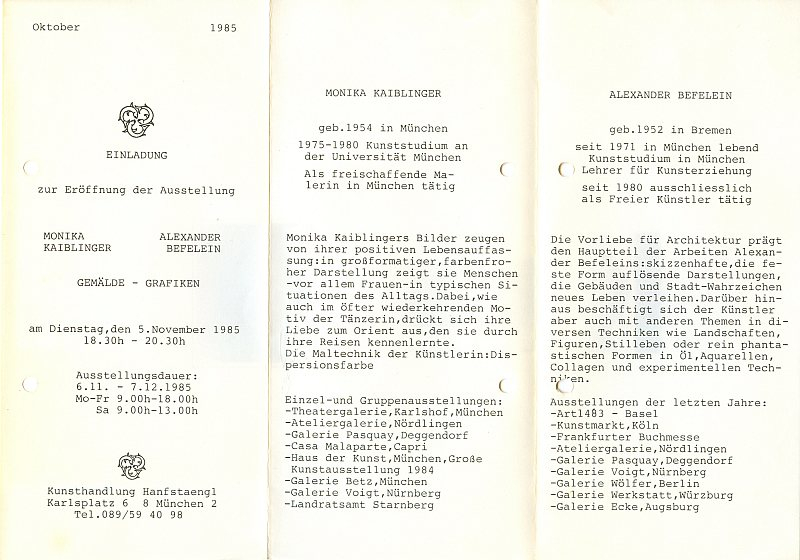 Oktober 1985
EINLADUNG
zur Eröffnung der Ausstellung
MONIKA ALEXANDER
KAIBLINGER BEFELEIN
GEMÄLDE - GRAFIKEN
am Dienstag,den 5.November 1985
18.30h - 20.30h
Ausstellungsdauer:
6.11. - 7.12.1985
Mo-Fr 9.00h-18.00h
Sa 9.00h-13.00h
Kunsthandlung Hanfstaengl
Karlsplatz 6 8 München 2
Tel.089/59 40 98
MONIKA KAIBLINGER
geb.1954 in München
1975-1980 Kunststudium an
der Universität München
Als freischaffende Ma-
lerin in München tätig
Monika Kaiblingers Bilder zeugen
von ihrer positiven Lebensauffas-
sung:in großformatiger,farbenfro-
her Darstellung zeigt sie Menschen
-vor allem Frauen-in typischen Si-
tuationen des Alltags.Dabei,wie
auch im öfter wiederkehrenden Mo-
tiv der Tänzerin,drückt sich ihre
Liebe zum Orient aus,den sie durch
ihre Reisen kennenlernte.
Die Maltechnik der Künstlerin:Dis-
persionsfarbe
Einzel-und Gruppenausstellungen:
-Theatergalerie,Karlshof,München
-Ateliergalerie,Nördlingen
-Galerie Pasquay,Deggendorf
-Casa Malaparte,Capri
-Haus der Kunst,München,Große
Kunstausstellung 1984
-Galerie Betz,München
-Galerie Voigt,Nürnberg
-Landratsamt Starnberg
ALEXANDER BEFELEIN
geb.1952 in Bremen
seit 1971 in München lebend
Kunststudium in München
Lehrer für Kunsterziehung
seit 1980 ausschliesslich
als Freier Künstler tätig
Die Vorliebe für Architektur prägt
den Hauptteil der Arbeiten Alexan-
der Befeleins:skizzenhafte,die fe-
ste Form auflösende Darstellungen,
die Gebäuden und Stadt-Wahrzeichen
neues Leben verleihen.Darüber hin-
aus beschäftigt sich der Künstler
aber auch mit anderen Themen in di-
versen Techniken wie Landschaften,
Figuren,Stilleben oder rein phanta-
stischen Formen in Öl,Aquarellen,
Collagen und experimentellen Tech-
niken.
Ausstellungen der letzten Jahre:
-Art1483 - Basel
-Kunstmarkt,Köln
-Frankfurter Buchmesse
-Ateliergalerie,Nördlingen
-Galerie Pasquay,Deggendorf
-Galerie Voigt,Nürnberg
-Galerie Wölfer,Berlin
-Galerie Werkstatt,Würzburg
-Galerie Ecke,Augsburg